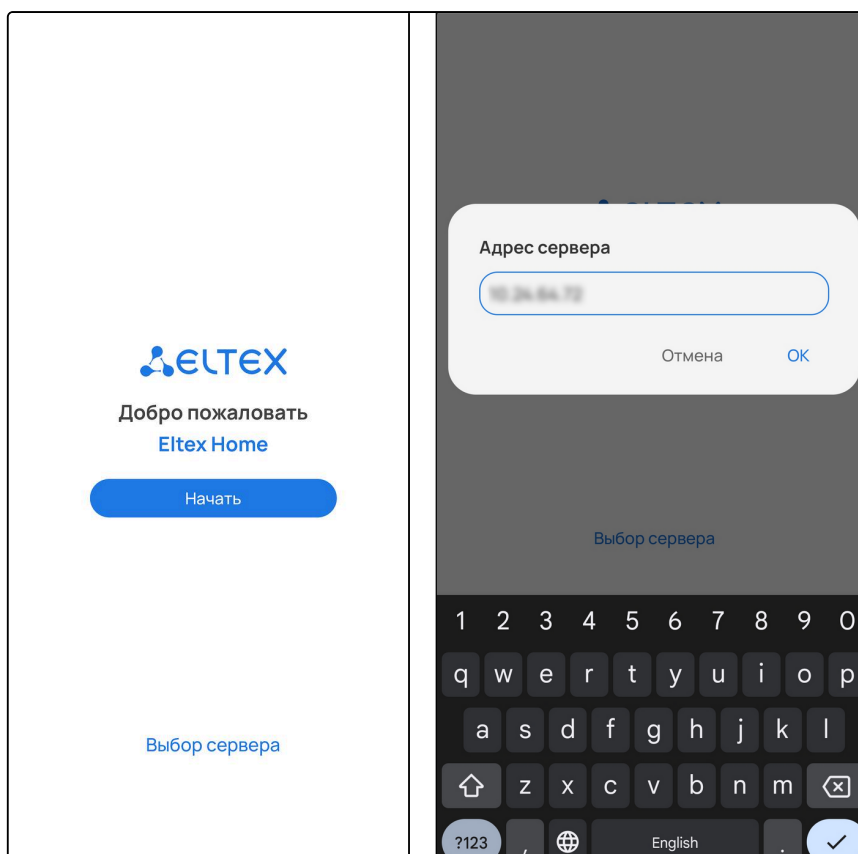 ELTEX
Добро пожаловать
Eltex Home
Начать
Выбор сервера
Адрес сервера
Отмена OK
Выбор сервера
1 2 3 4 5 6 7 8 9 0
q w e r t y u i o p
a s d f g h j k l
z x c v b n m
?123 , English .